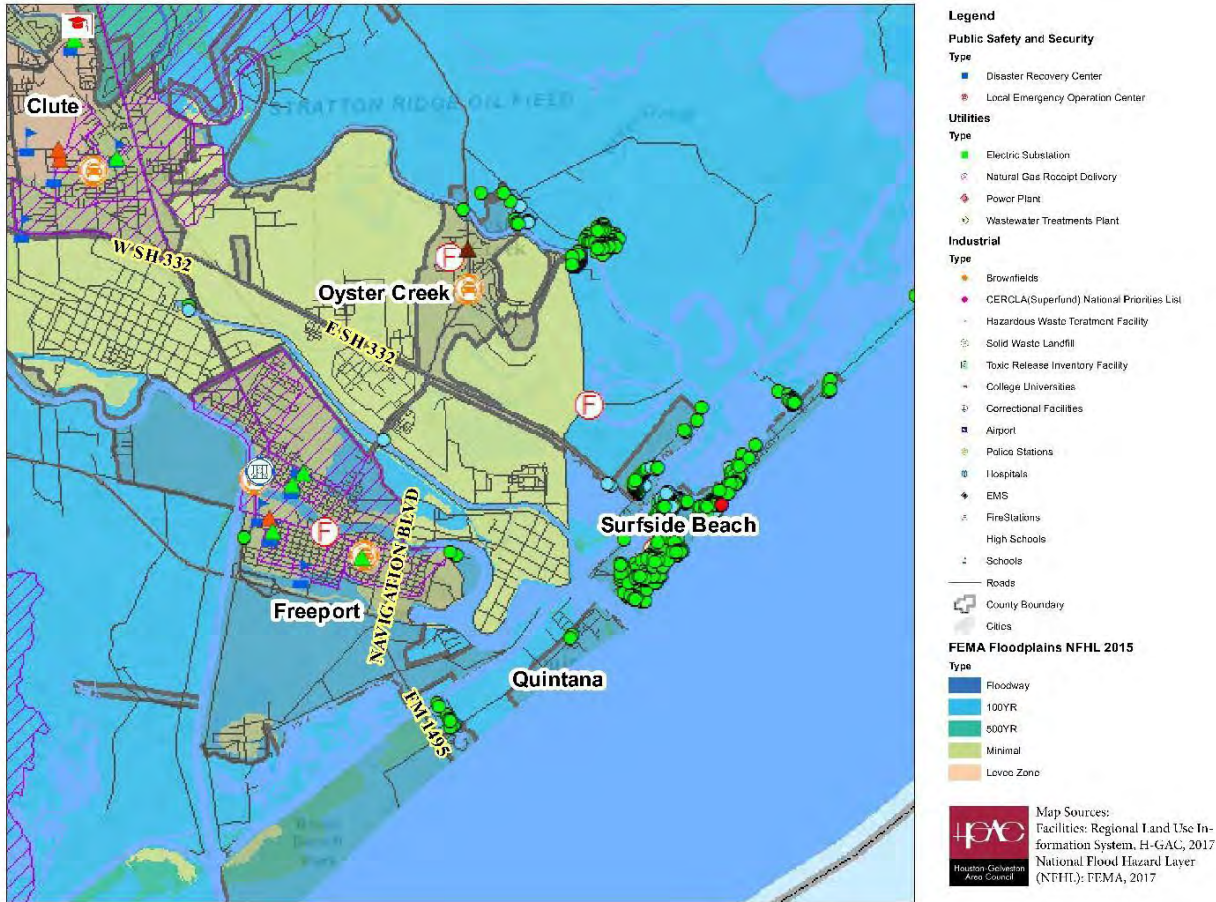 Clute
STRATTON RIDGE OIL FIELD
W SH 332
F
Oyster Creek
E SH 332
F
Surfside Beach
F
NAVIGATION BLVD
Freeport
Quintana
FM 1495
Legend
Public Safety and Security
Type
Disaster Recovery Center
Local Emergency Operation Center
Utilities
Type
Electric Substation
Natural Gas Receipt Delivery
Power Plant
Wastewater Treatments Plant
Industrial
Type
Brownfields
CERCLA(Superfund) National Priorities List
Hazardous Waste Teratment Facility
Solid Waste Landfill
Toxic Release Inventory Facility
College Universities
Correctional Facilities
Airport
Police Stations
Hospitals
EMS
FireStations
High Schools
Schools
Roads
County Boundary
Cities
FEMA Floodplains NFHL 2015
Type
Floodway
100YR
500YR
Minimal
Levee Zone
HGAC
Houston-Galveston
Area Council
Map Sources:
Facilities: Regional Land Use In-
formation System, H-GAC, 2017
National Flood Hazard Layer
(NFHL): FEMA, 2017